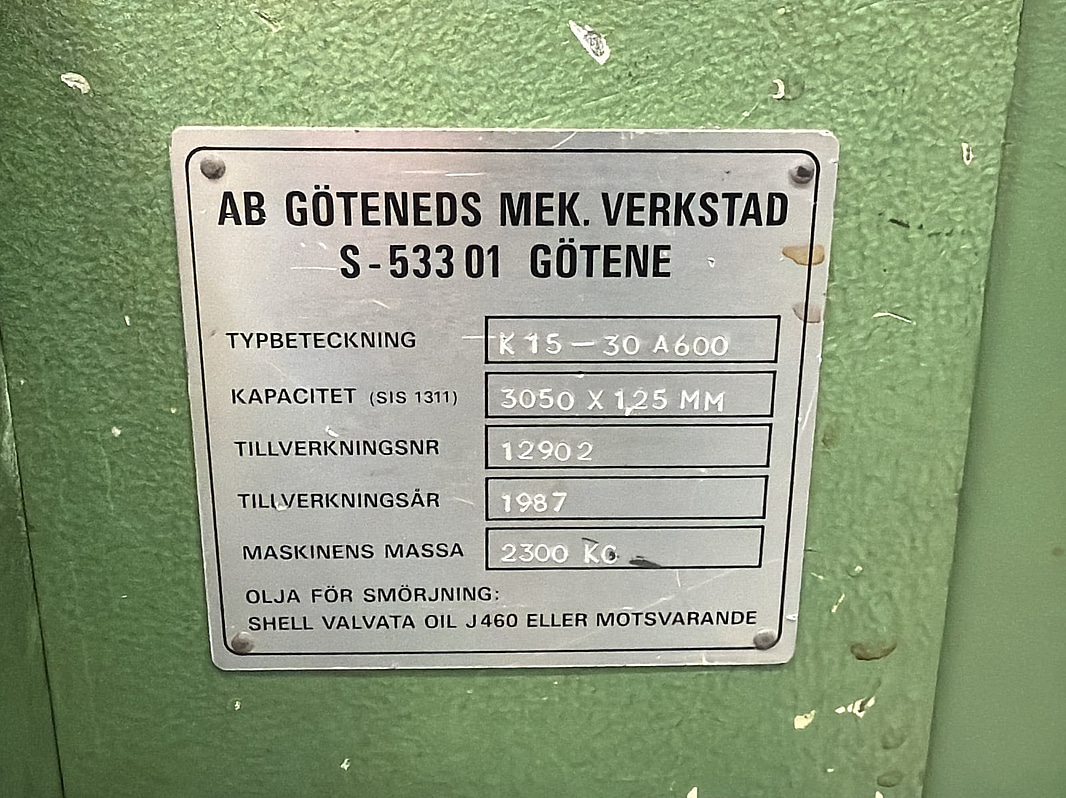 AB GÖTENEDS MEK. VERKSTAD
S-533 01 GÖTENE
TYPBETECKNING K 15-30 A600
KAPACITET (SIS 1311) 3050 X 1,25 MM
TILLVERKNINGSNR 12902
TILLVERKNINGSÅR 1987
MASKINENS MASSA 2300 KG
OLJA FÖR SMÖRJNING:
SHELL VALVATA OIL J 460 ELLER MOTSVARANDE